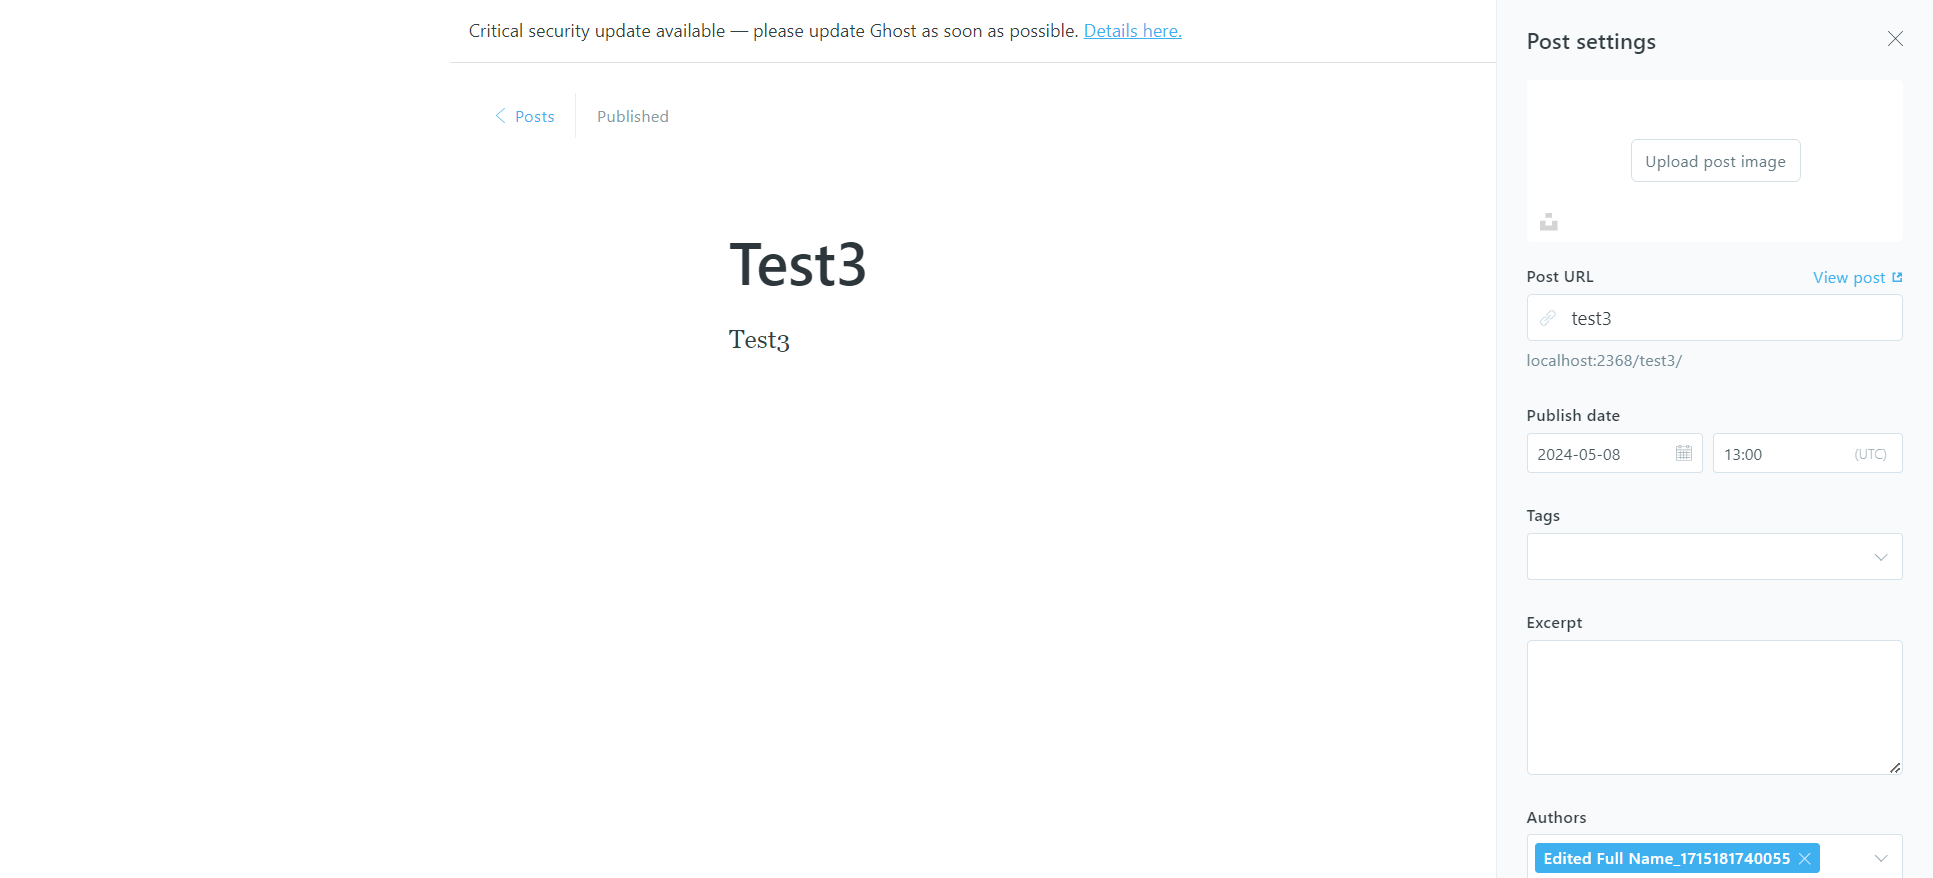 Critical security update available — please update Ghost as soon as possible. Details here.
Posts
Published
Test3
Test3
Post settings
Upload post image
Post URL
View post
test3
localhost:2368/test3/
Publish date
2024-05-08
13:00
(UTC)
Tags
Excerpt
Authors
Edited Full Name_1715181740055